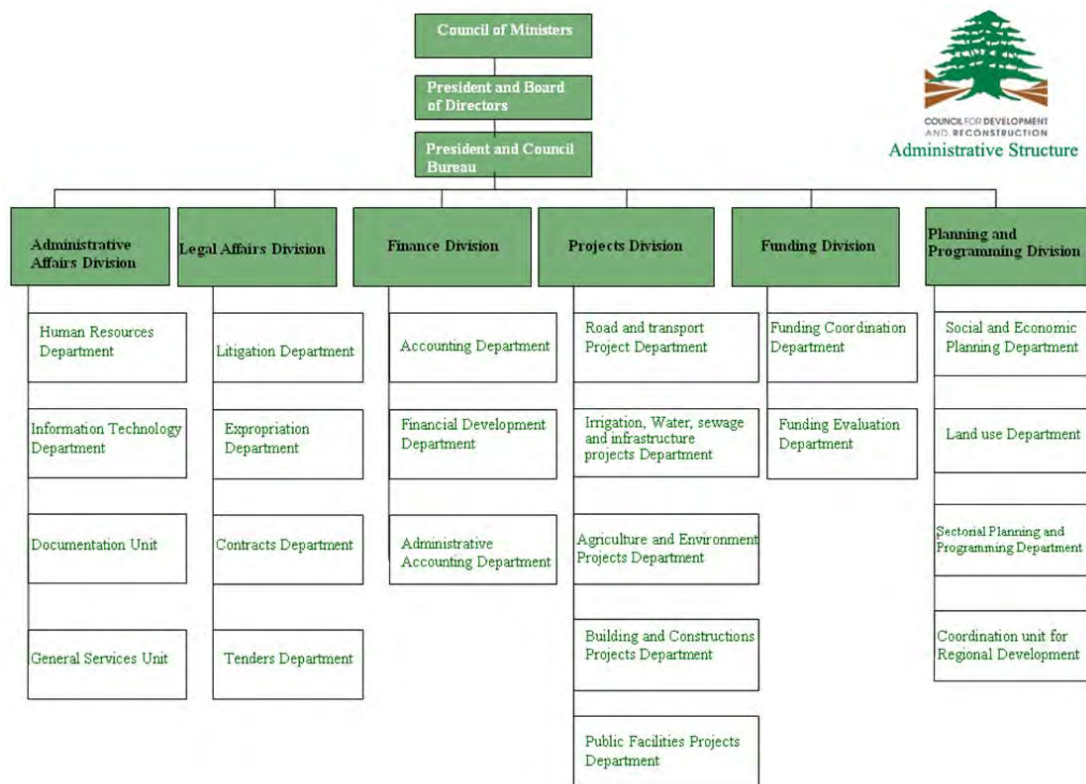 Council of Ministers
President and Board
of Directors
President and Council
Bureau
COUNCIL FOR DEVELOPMENT
AND RECONSTRUCTION
Administrative Structure
Administrative
Affairs Division
Legal Affairs Division
Finance Division
Projects Division
Funding Division
Planning and
Programming Division
Human Resources
Department
Information Technology
Department
Documentation Unit
General Services Unit
Litigation Department
Expropriation
Department
Contracts Department
Tenders Department
Accounting Department
Financial Development
Department
Administrative
Accounting Department
Road and transport
Project Department
Irrigation, Water, sewage
and infrastructure
projects Department
Agriculture and Environment
Projects Department
Building and Constructions
Projects Department
Public Facilities Projects
Department
Funding Coordination
Department
Funding Evaluation
Department
Social and Economic
Planning Department
Land use Department
Sectorial Planning and
Programming Department
Coordination unit for
Regional Development